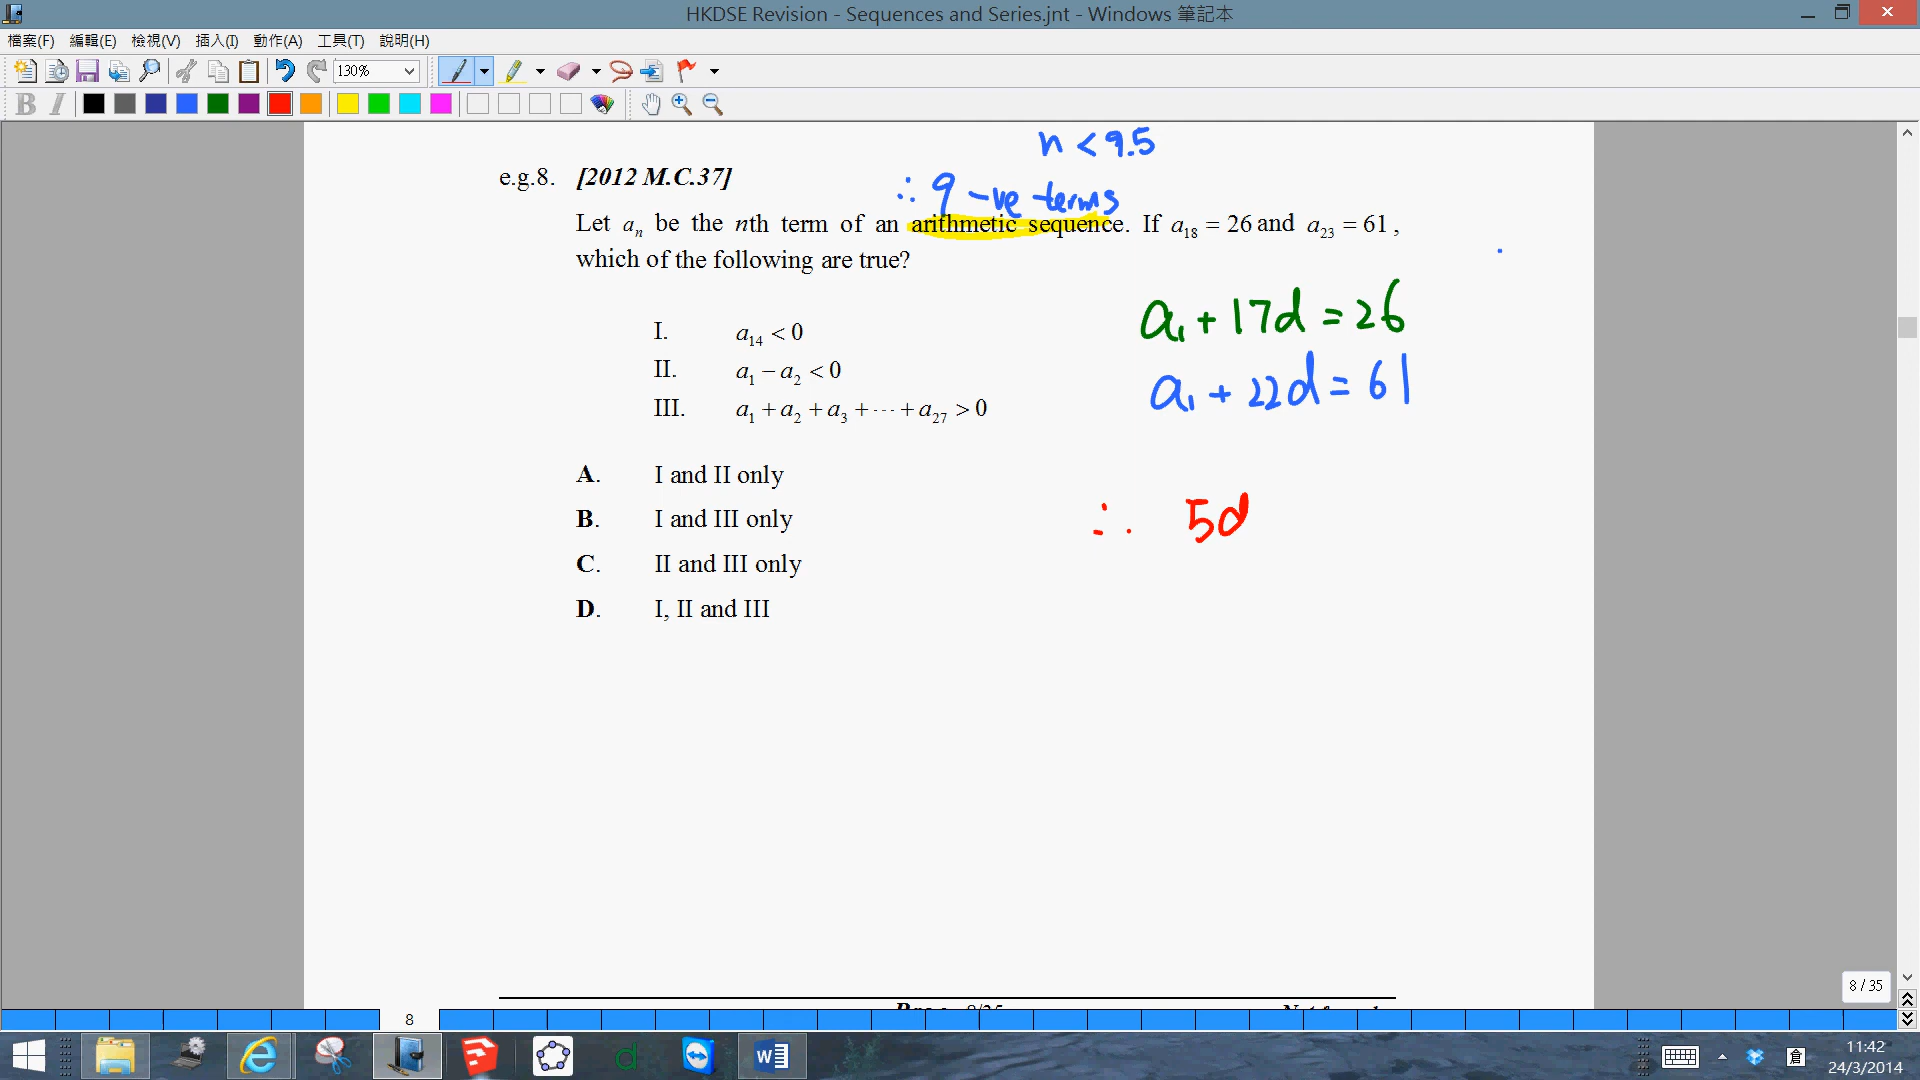 HKDSE Revision - Sequences and Series.jnt - Windows 筆記本
檔案(F) 編輯(E) 檢視(V) 插入(I) 動作(A) 工具(T) 說明(H)
130%
B I
n < 9.5
∴ 9 -ve terms
e.g.8. [2012 M.C.37]
Let aₙ be the nth term of an arithmetic sequence. If a₁₈ = 26 and a₂₃ = 61 ,
which of the following are true?
a₁ + 17d = 26
a₁ + 22d = 61
I. a₁₄ < 0
II. a₁ − a₂ < 0
III. a₁ + a₂ + a₃ + ⋯ + a₂₇ > 0
A. I and II only
B. I and III only
C. II and III only
D. I, II and III
∴ 5d
8 / 35
8
W
11:42
24/3/2014